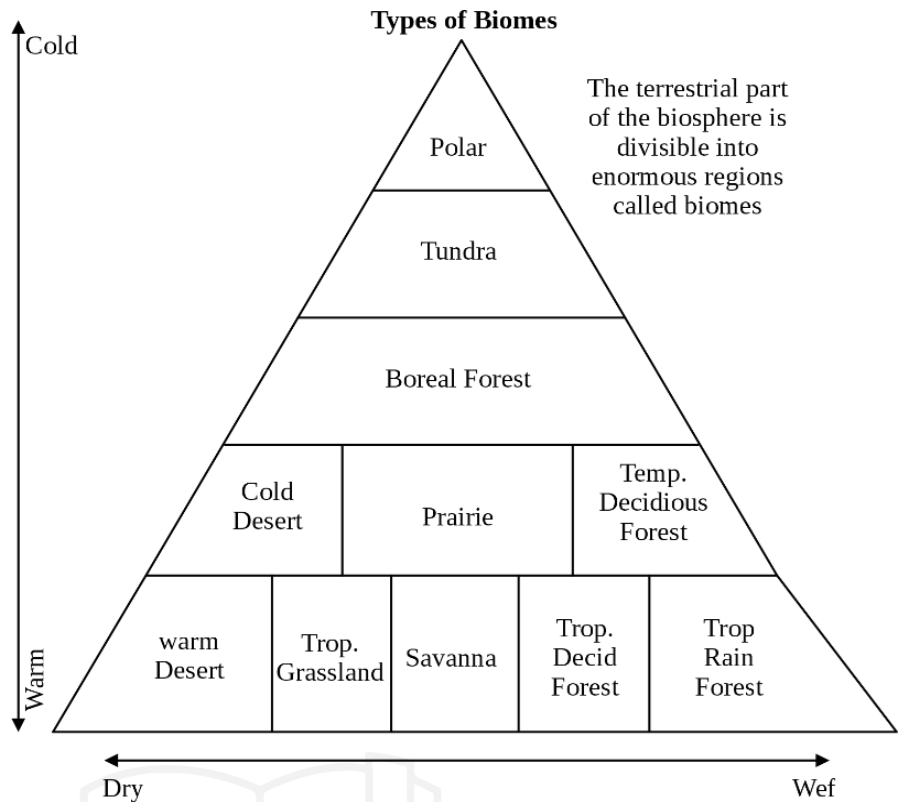 Types of Biomes
Cold
The terrestrial part
of the biosphere is
divisible into
enormous regions
called biomes
Polar
Tundra
Boreal Forest
Cold
Desert
Prairie
Temp.
Decidious
Forest
warm
Desert
Trop.
Grassland
Savanna
Trop.
Decid
Forest
Trop
Rain
Forest
Warm
Dry
Wef